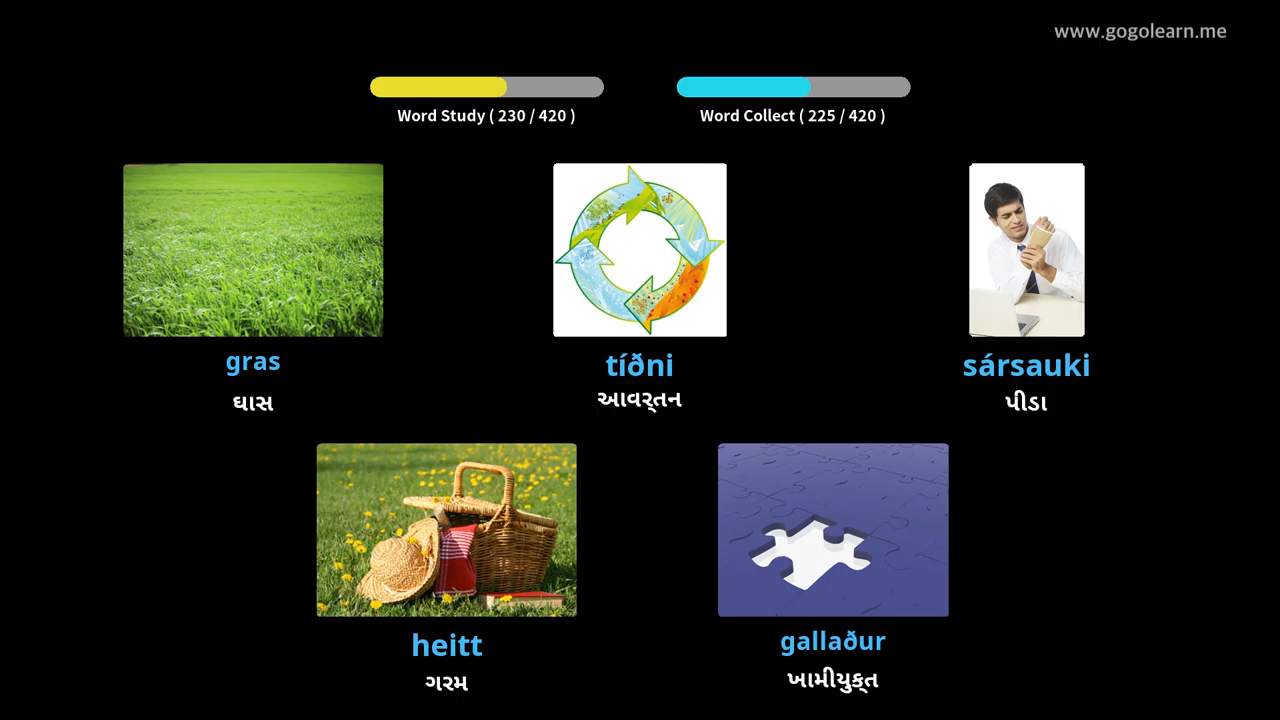 www.gogolearn.me
Word Study ( 230 / 420 )
Word Collect ( 225 / 420 )
gras
ઘાસ
tíðni
આવર્તન
sársauki
પીડા
heitt
ગરમ
gallaður
ખામીયુક્ત